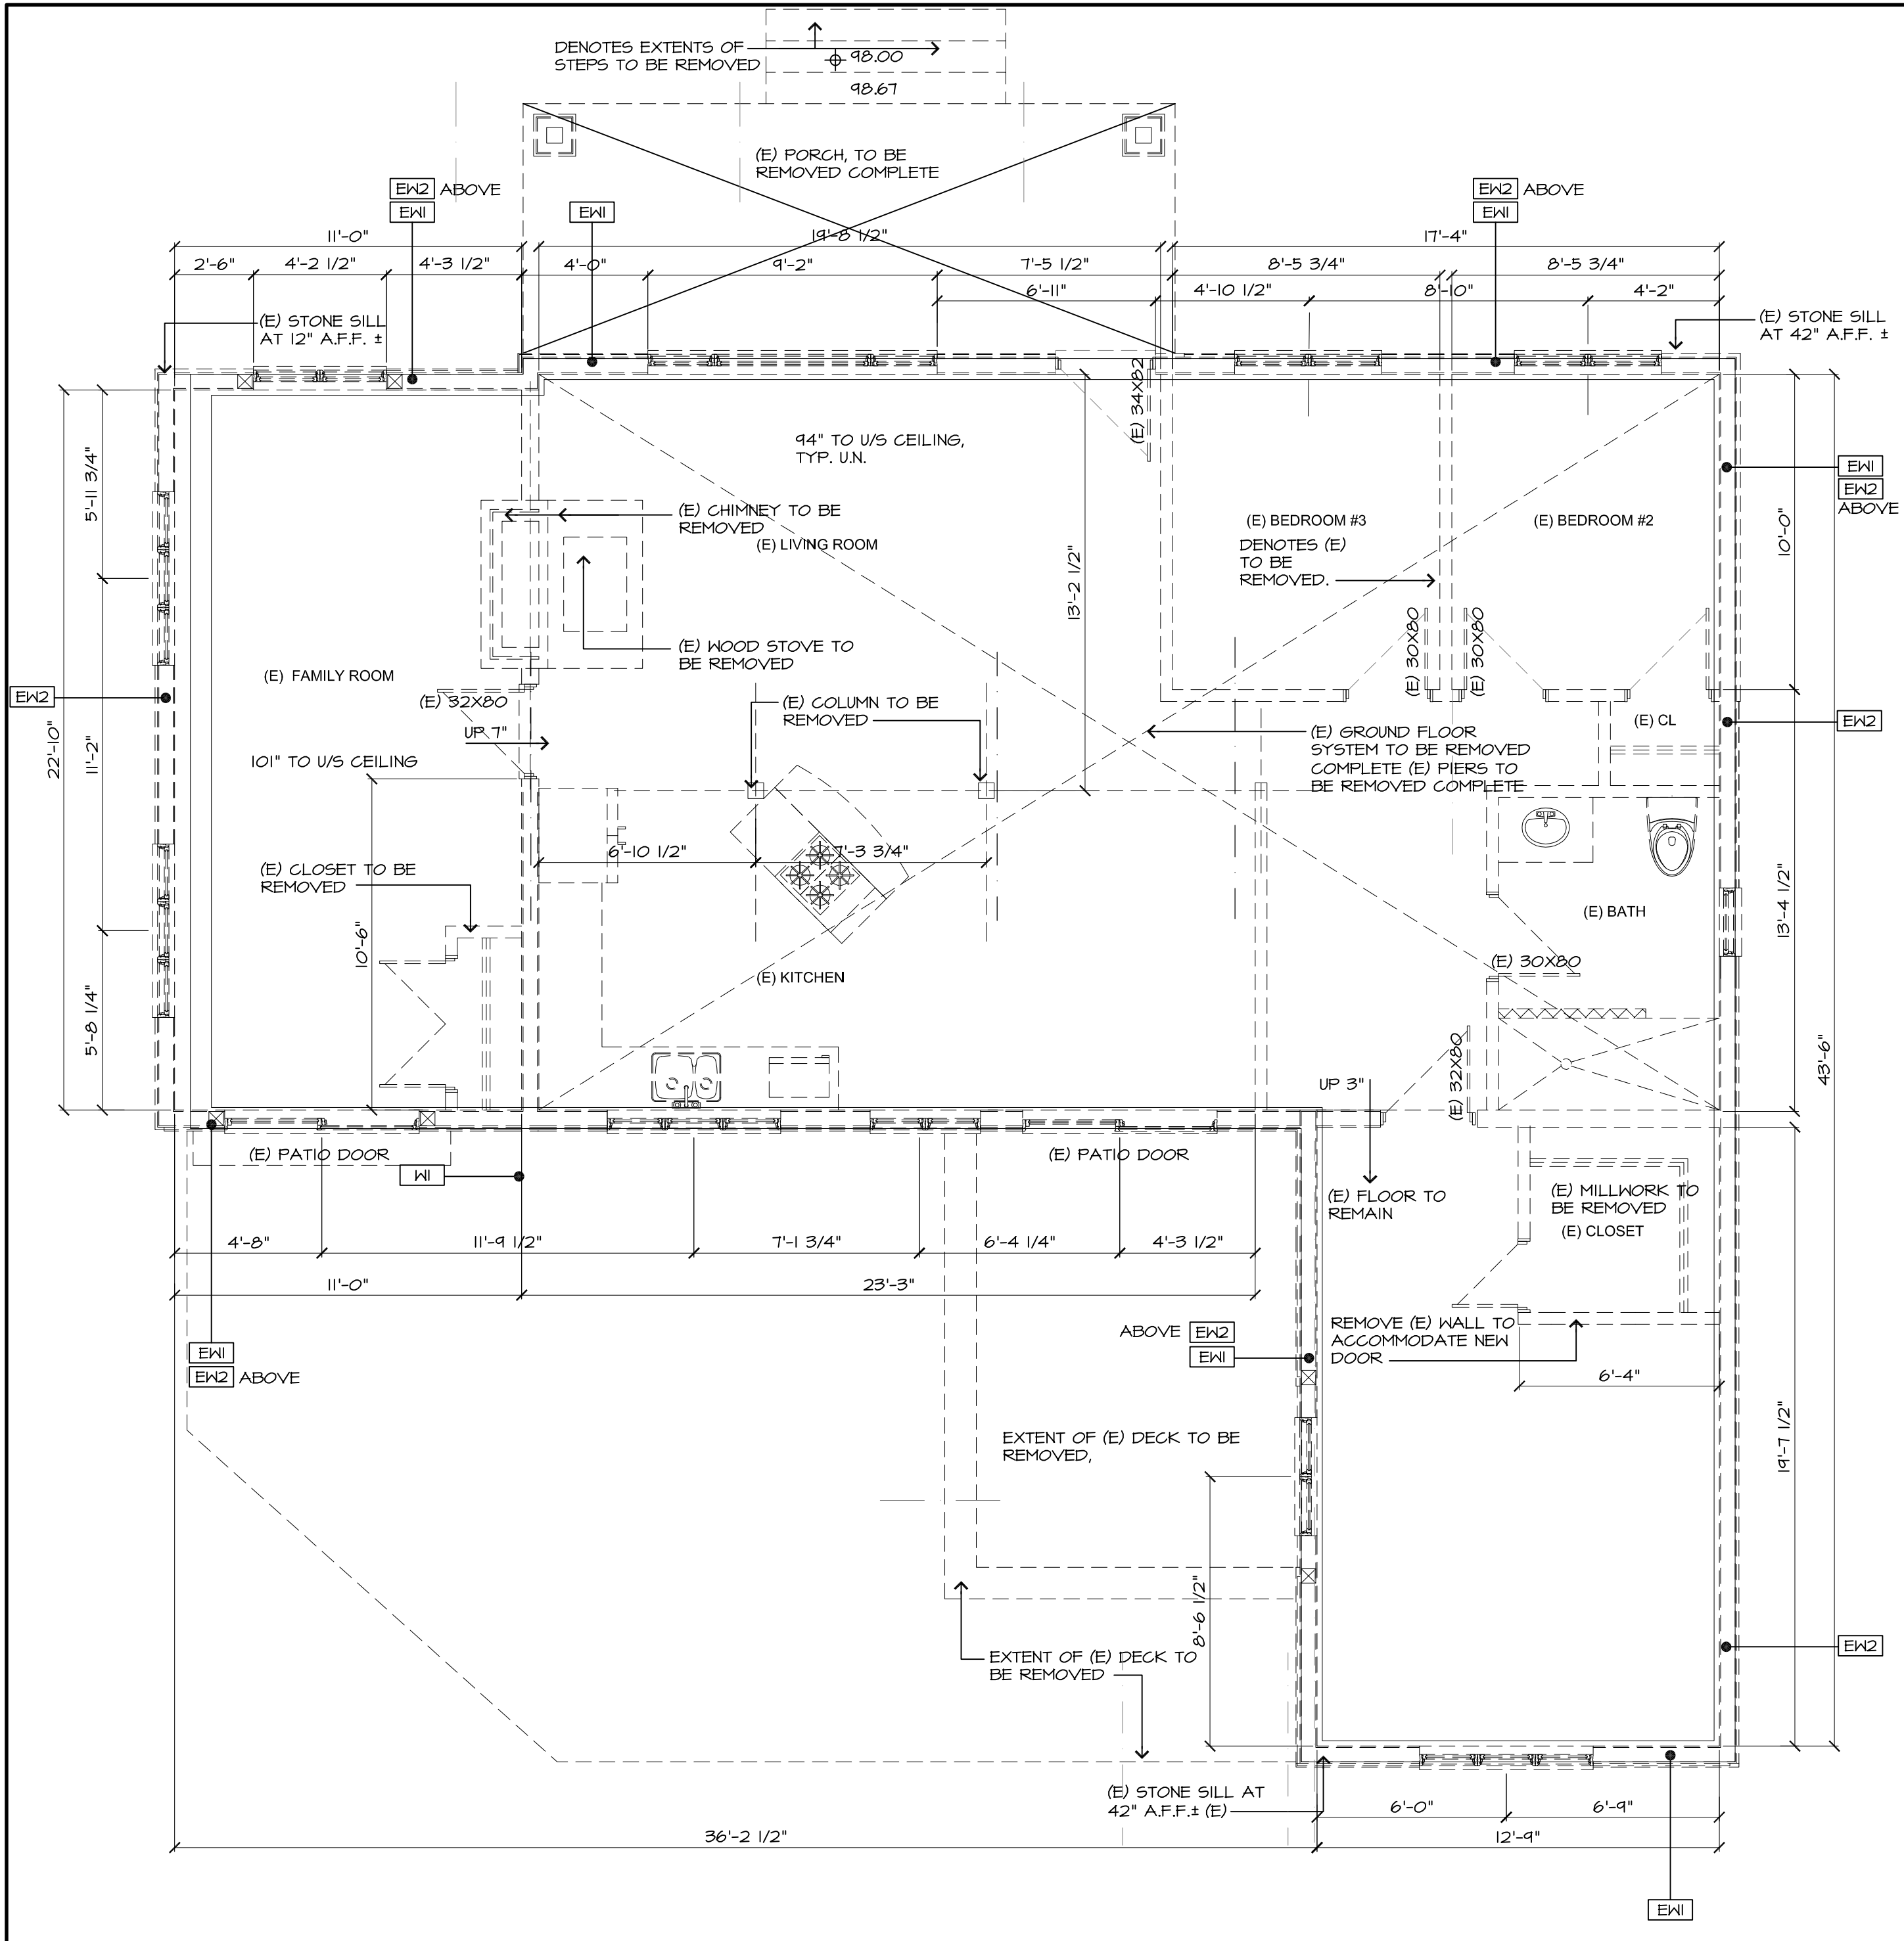 DENOTES EXTENTS OF
STEPS TO BE REMOVED
98.00
98.67
(E) PORCH, TO BE
REMOVED COMPLETE
EW2 ABOVE
EW1
EW1
EW2 ABOVE
EW1
11'-0"
19'-8 1/2"
17'-4"
2'-6"
4'-2 1/2"
4'-3 1/2"
4'-0"
9'-2"
7'-5 1/2"
8'-5 3/4"
8'-5 3/4"
6'-11"
4'-10 1/2"
8'-10"
4'-2"
(E) STONE SILL
AT 12" A.F.F. ±
(E) STONE SILL
AT 42" A.F.F. ±
(E) 34X82
94" TO U/S CEILING,
TYP. U.N.
5'-11 3/4"
EW1
EW2
ABOVE
(E) CHIMNEY TO BE
REMOVED
(E) LIVING ROOM
(E) BEDROOM #3
(E) BEDROOM #2
DENOTES (E)
TO BE
REMOVED.
10'-0"
13'-2 1/2"
(E) WOOD STOVE TO
BE REMOVED
(E) 30X80
(E) 30X80
(E) FAMILY ROOM
EW2
(E) 32X80
UP 7"
(E) COLUMN TO BE
REMOVED
(E) CL
EW2
(E) GROUND FLOOR
SYSTEM TO BE REMOVED
COMPLETE (E) PIERS TO
BE REMOVED COMPLETE
22'-10"
11'-2"
101" TO U/S CEILING
6'-10 1/2"
7'-3 3/4"
(E) CLOSET TO BE
REMOVED
10'-6"
(E) BATH
13'-4 1/2"
(E) 30X80
(E) KITCHEN
5'-8 1/4"
43'-6"
UP 3"
(E) 32X80
(E) PATIO DOOR
(E) PATIO DOOR
W1
(E) FLOOR TO
REMAIN
(E) MILLWORK TO
BE REMOVED
(E) CLOSET
4'-8"
11'-9 1/2"
7'-1 3/4"
6'-4 1/4"
4'-3 1/2"
11'-0"
23'-3"
EW1
EW2 ABOVE
ABOVE EW2
EW1
REMOVE (E) WALL TO
ACCOMMODATE NEW
DOOR
6'-4"
EXTENT OF (E) DECK TO BE
REMOVED,
19'-7 1/2"
8'-6 1/2"
EXTENT OF (E) DECK TO
BE REMOVED
EW2
(E) STONE SILL AT
42" A.F.F.± (E)
6'-0"
6'-9"
36'-2 1/2"
12'-9"
EW1